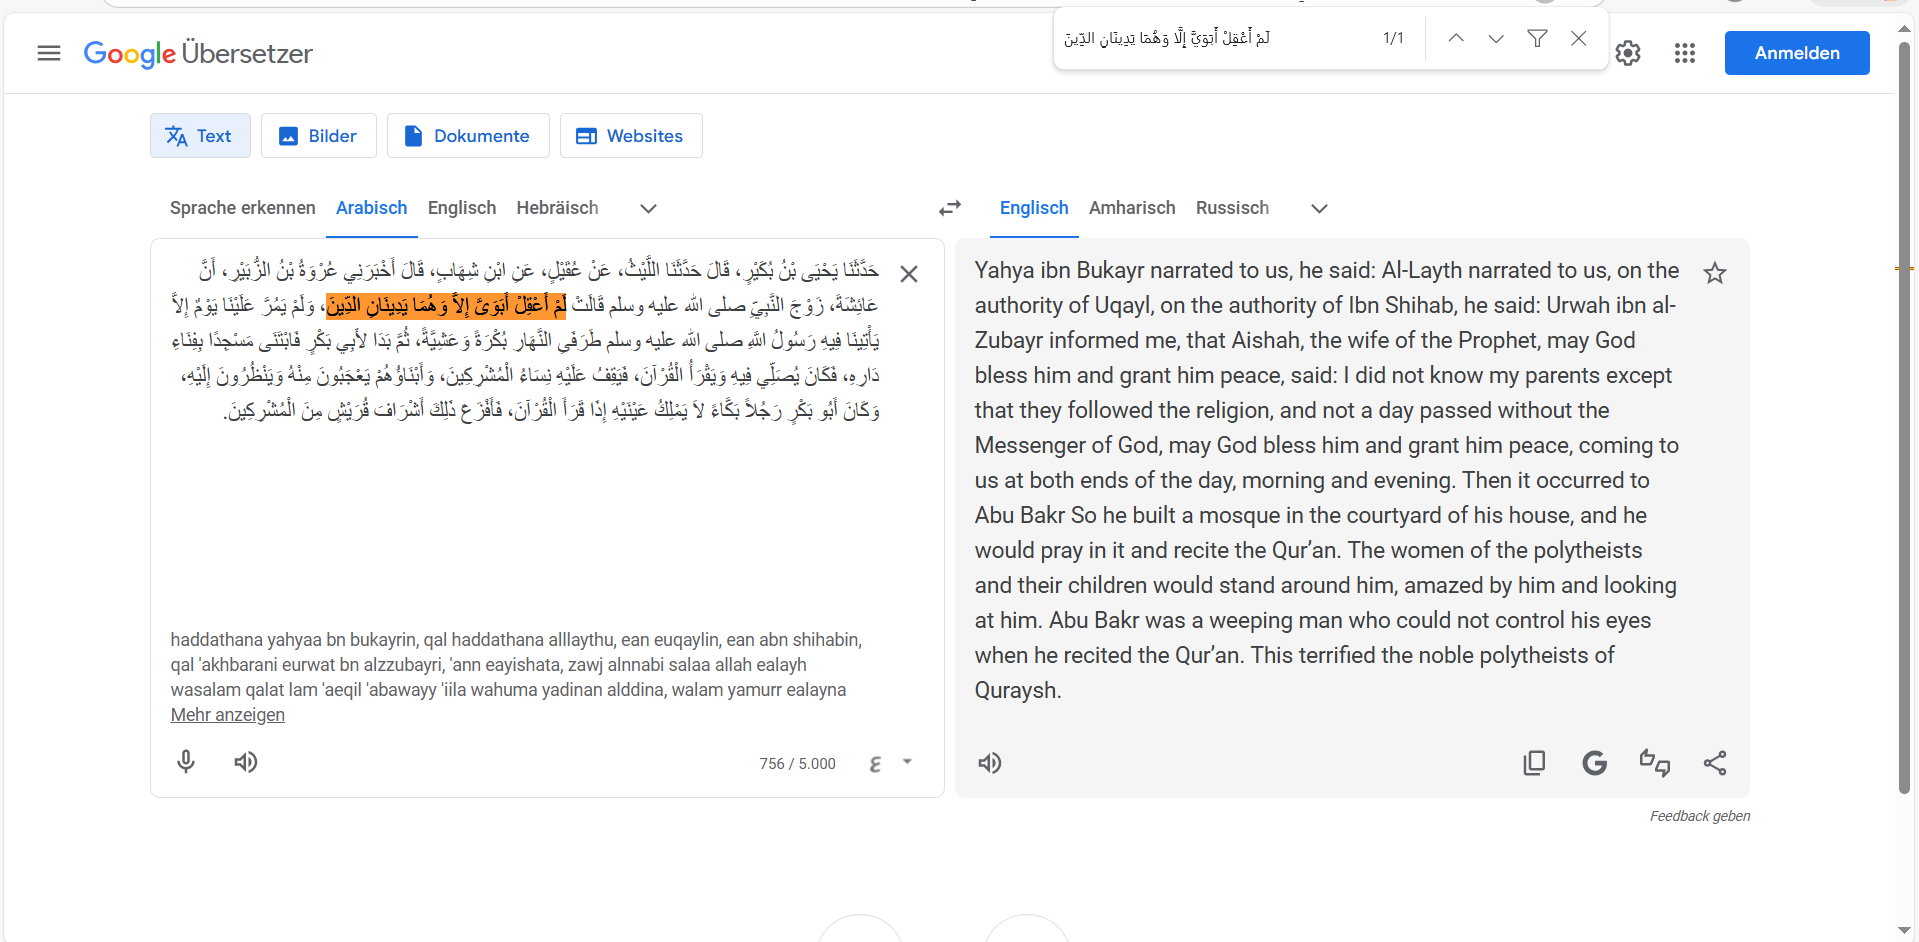 لَمْ أَعْقِلْ أَبَوَيَّ إِلَّا وَهُمَا يَدِينَانِ الدِّينَ
1/1
Google Übersetzer
Anmelden
Text
Bilder
Dokumente
Websites
Sprache erkennen
Arabisch
Englisch
Hebräisch
Englisch
Amharisch
Russisch
حَدَّثَنَا يَحْيَى بْنُ بُكَيْرٍ، قَالَ حَدَّثَنَا اللَّيْثُ، عَنْ عُقَيْلٍ، عَنِ ابْنِ شِهَابٍ، قَالَ أَخْبَرَنِي عُرْوَةُ بْنُ الزُّبَيْرِ، أَنَّ
عَائِشَةَ، زَوْجَ النَّبِيِّ صلى الله عليه وسلم قَالَتْ لَمْ أَعْقِلْ أَبَوَىَّ إِلاَّ وَهُمَا يَدِينَانِ الدِّينَ، وَلَمْ يَمُرَّ عَلَيْنَا يَوْمٌ إِلاَّ
يَأْتِينَا فِيهِ رَسُولُ اللَّهِ صلى الله عليه وسلم طَرَفَىِ النَّهَارِ بُكْرَةً وَعَشِيَّةً، ثُمَّ بَدَا لأَبِي بَكْرٍ فَابْتَنَى مَسْجِدًا بِفِنَاءِ
دَارِهِ، فَكَانَ يُصَلِّي فِيهِ وَيَقْرَأُ الْقُرْآنَ، فَيَقِفُ عَلَيْهِ نِسَاءُ الْمُشْرِكِينَ، وَأَبْنَاؤُهُمْ يَعْجَبُونَ مِنْهُ وَيَنْظُرُونَ إِلَيْهِ،
وَكَانَ أَبُو بَكْرٍ رَجُلاً بَكَّاءً لاَ يَمْلِكُ عَيْنَيْهِ إِذَا قَرَأَ الْقُرْآنَ، فَأَفْزَعَ ذَلِكَ أَشْرَافَ قُرَيْشٍ مِنَ الْمُشْرِكِينَ.
haddathana yahyaa bn bukayrin, qal haddathana alllaythu, ean euqaylin, ean abn shihabin,
qal 'akhbarani eurwat bn alzzubayri, 'ann eayishata, zawj alnnabi salaa allah ealayh
wasalam qalat lam 'aeqil 'abawayy 'iila wahuma yadinan alddina, walam yamurr ealayna
Mehr anzeigen
756 / 5.000
Yahya ibn Bukayr narrated to us, he said: Al-Layth narrated to us, on the
authority of Uqayl, on the authority of Ibn Shihab, he said: Urwah ibn al-
Zubayr informed me, that Aishah, the wife of the Prophet, may God
bless him and grant him peace, said: I did not know my parents except
that they followed the religion, and not a day passed without the
Messenger of God, may God bless him and grant him peace, coming to
us at both ends of the day, morning and evening. Then it occurred to
Abu Bakr So he built a mosque in the courtyard of his house, and he
would pray in it and recite the Qur’an. The women of the polytheists
and their children would stand around him, amazed by him and looking
at him. Abu Bakr was a weeping man who could not control his eyes
when he recited the Qur’an. This terrified the noble polytheists of
Quraysh.
Feedback geben